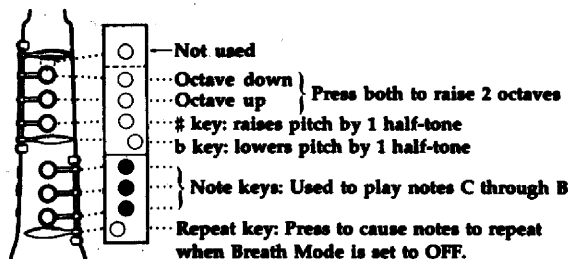 Not used
Octave down
Octave up
Press both to raise 2 octaves
# key: raises pitch by 1 half-tone
b key: lowers pitch by 1 half-tone
Note keys: Used to play notes C through B
Repeat key: Press to cause notes to repeat
when Breath Mode is set to OFF.